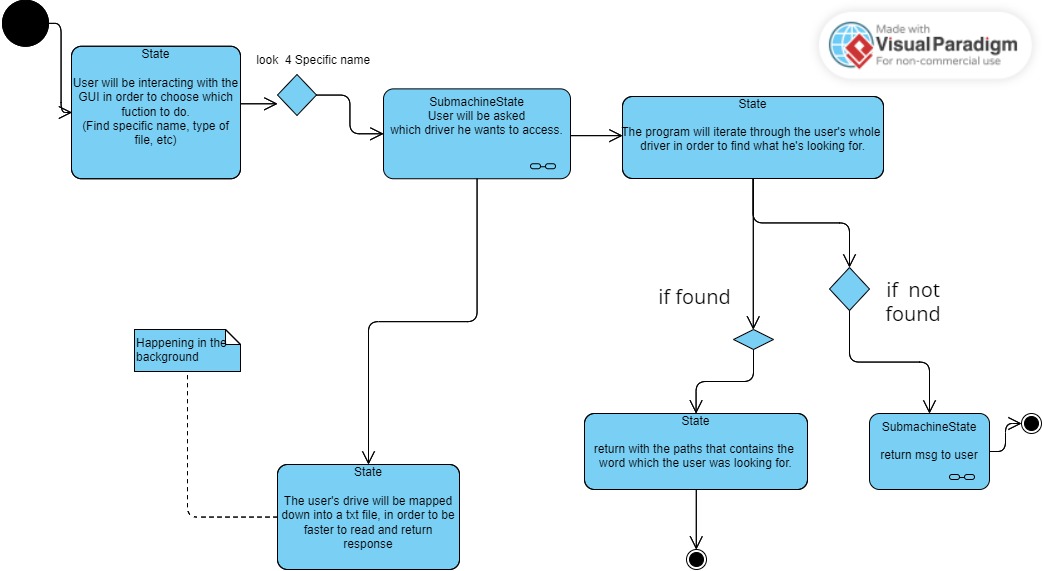 Made with
Visual Paradigm
For non-commercial use
State
User will be interacting with the
GUI in order to choose which
fuction to do.
(Find specific name, type of
file, etc)
look  4 Specific name
SubmachineState
User will be asked
which driver he wants to access.
State
The program will iterate through the user's whole
driver in order to find what he's looking for.
if found
if  not
found
Happening in the
background
State
return with the paths that contains the
word which the user was looking for.
SubmachineState
return msg to user
State
The user's drive will be mapped
down into a txt file, in order to be
faster to read and return
response